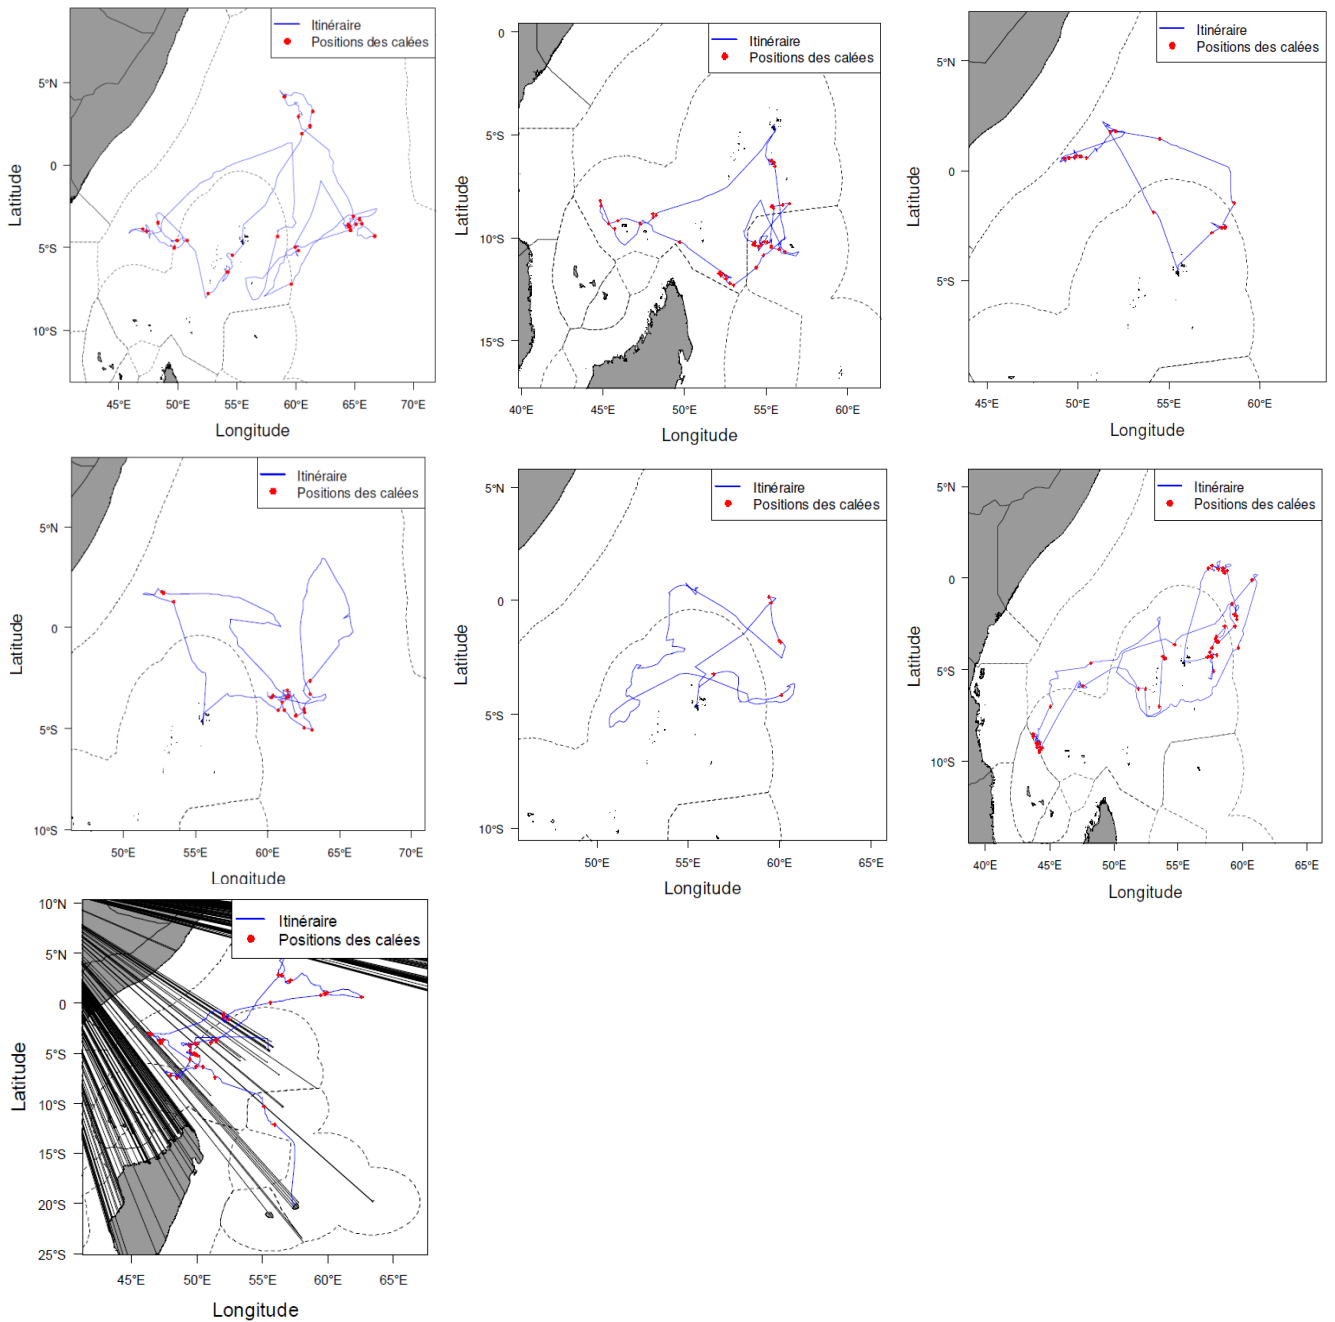 Itinéraire
Positions des calées
5°N
0
5°S
10°S
Latitude
45°E 50°E 55°E 60°E 65°E 70°E
Longitude
Itinéraire
Positions des calées
0
5°S
10°S
15°S
Latitude
40°E 45°E 50°E 55°E 60°E
Longitude
Itinéraire
Positions des calées
5°N
0
5°S
Latitude
45°E 50°E 55°E 60°E
Longitude
Itinéraire
Positions des calées
5°N
0
5°S
10°S
Latitude
50°E 55°E 60°E 65°E 70°E
Longitude
Itinéraire
Positions des calées
5°N
0
5°S
10°S
Latitude
50°E 55°E 60°E 65°E
Longitude
Itinéraire
Positions des calées
5°N
0
5°S
10°S
Latitude
40°E 45°E 50°E 55°E 60°E 65°E
Longitude
Itinéraire
Positions des calées
10°N
5°N
0
5°S
10°S
15°S
20°S
25°S
Latitude
45°E 50°E 55°E 60°E 65°E
Longitude